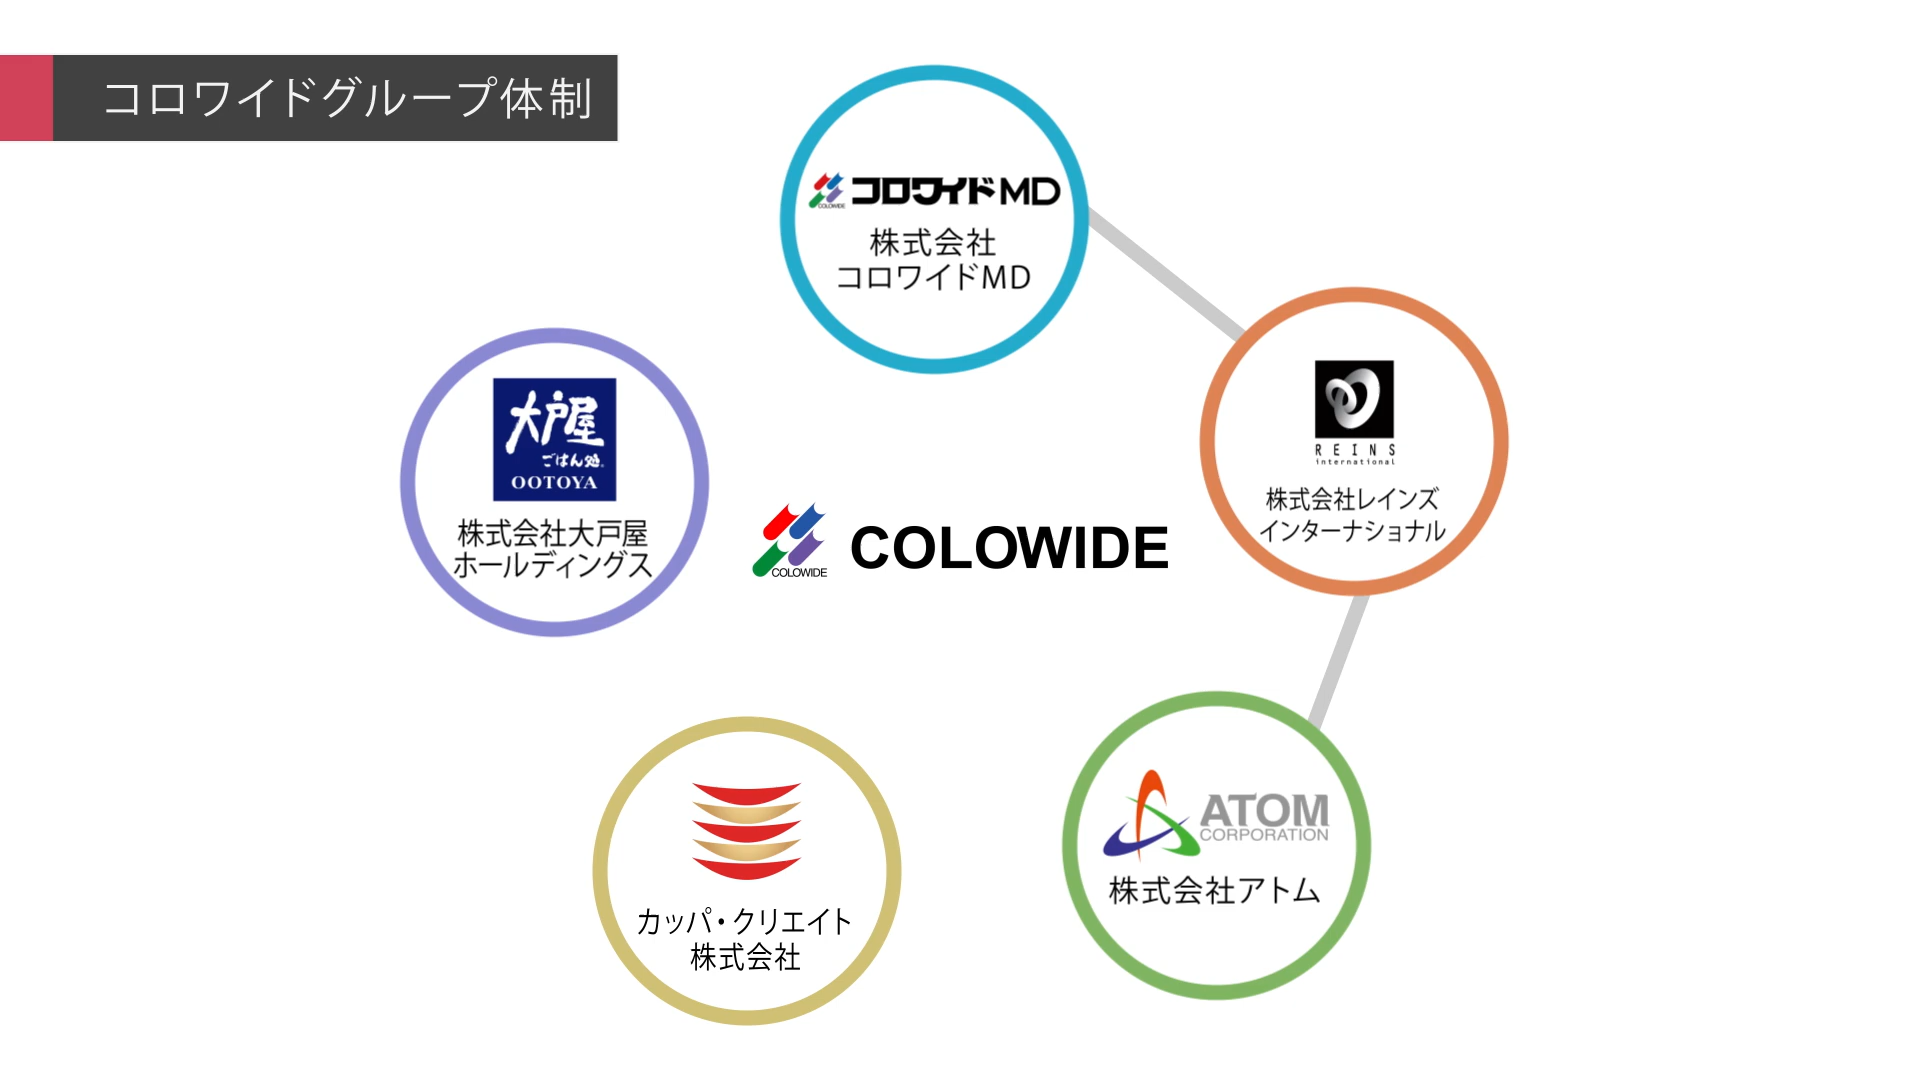 コロワイドグループ体制
COLOWIDE
コロワイドMD
株式会社
コロワイドMD
REINS
international
株式会社レインズ
インターナショナル
大戸屋
ごはん処
OOTOYA
株式会社大戸屋
ホールディングス
COLOWIDE
COLOWIDE
ATOM
CORPORATION
株式会社アトム
カッパ・クリエイト
株式会社